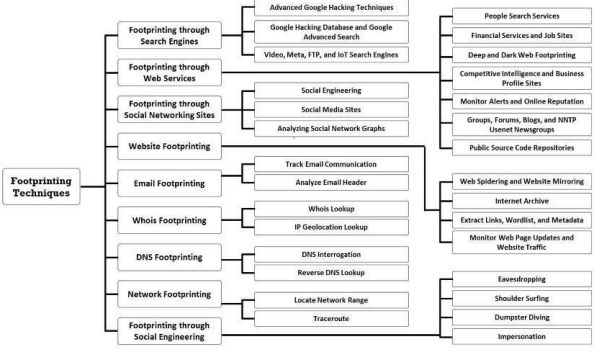 Footprinting
Techniques
Footprinting through
Search Engines
Advanced Google Hacking Techniques
Google Hacking Database and Google
Advanced Search
Video, Meta, FTP, and IoT Search Engines
Footprinting through
Web Services
People Search Services
Financial Services and Job Sites
Deep and Dark Web Footprinting
Competitive Intelligence and Business
Profile Sites
Monitor Alerts and Online Reputation
Groups, Forums, Blogs, and NNTP
Usenet Newsgroups
Public Source Code Repositories
Footprinting through
Social Networking Sites
Social Engineering
Social Media Sites
Analyzing Social Network Graphs
Website Footprinting
Web Spidering and Website Mirroring
Internet Archive
Extract Links, Wordlist, and Metadata
Monitor Web Page Updates and
Website Traffic
Email Footprinting
Track Email Communication
Analyze Email Header
Whois Footprinting
Whois Lookup
IP Geolocation Lookup
DNS Footprinting
DNS Interrogation
Reverse DNS Lookup
Network Footprinting
Locate Network Range
Traceroute
Footprinting through
Social Engineering
Eavesdropping
Shoulder Surfing
Dumpster Diving
Impersonation